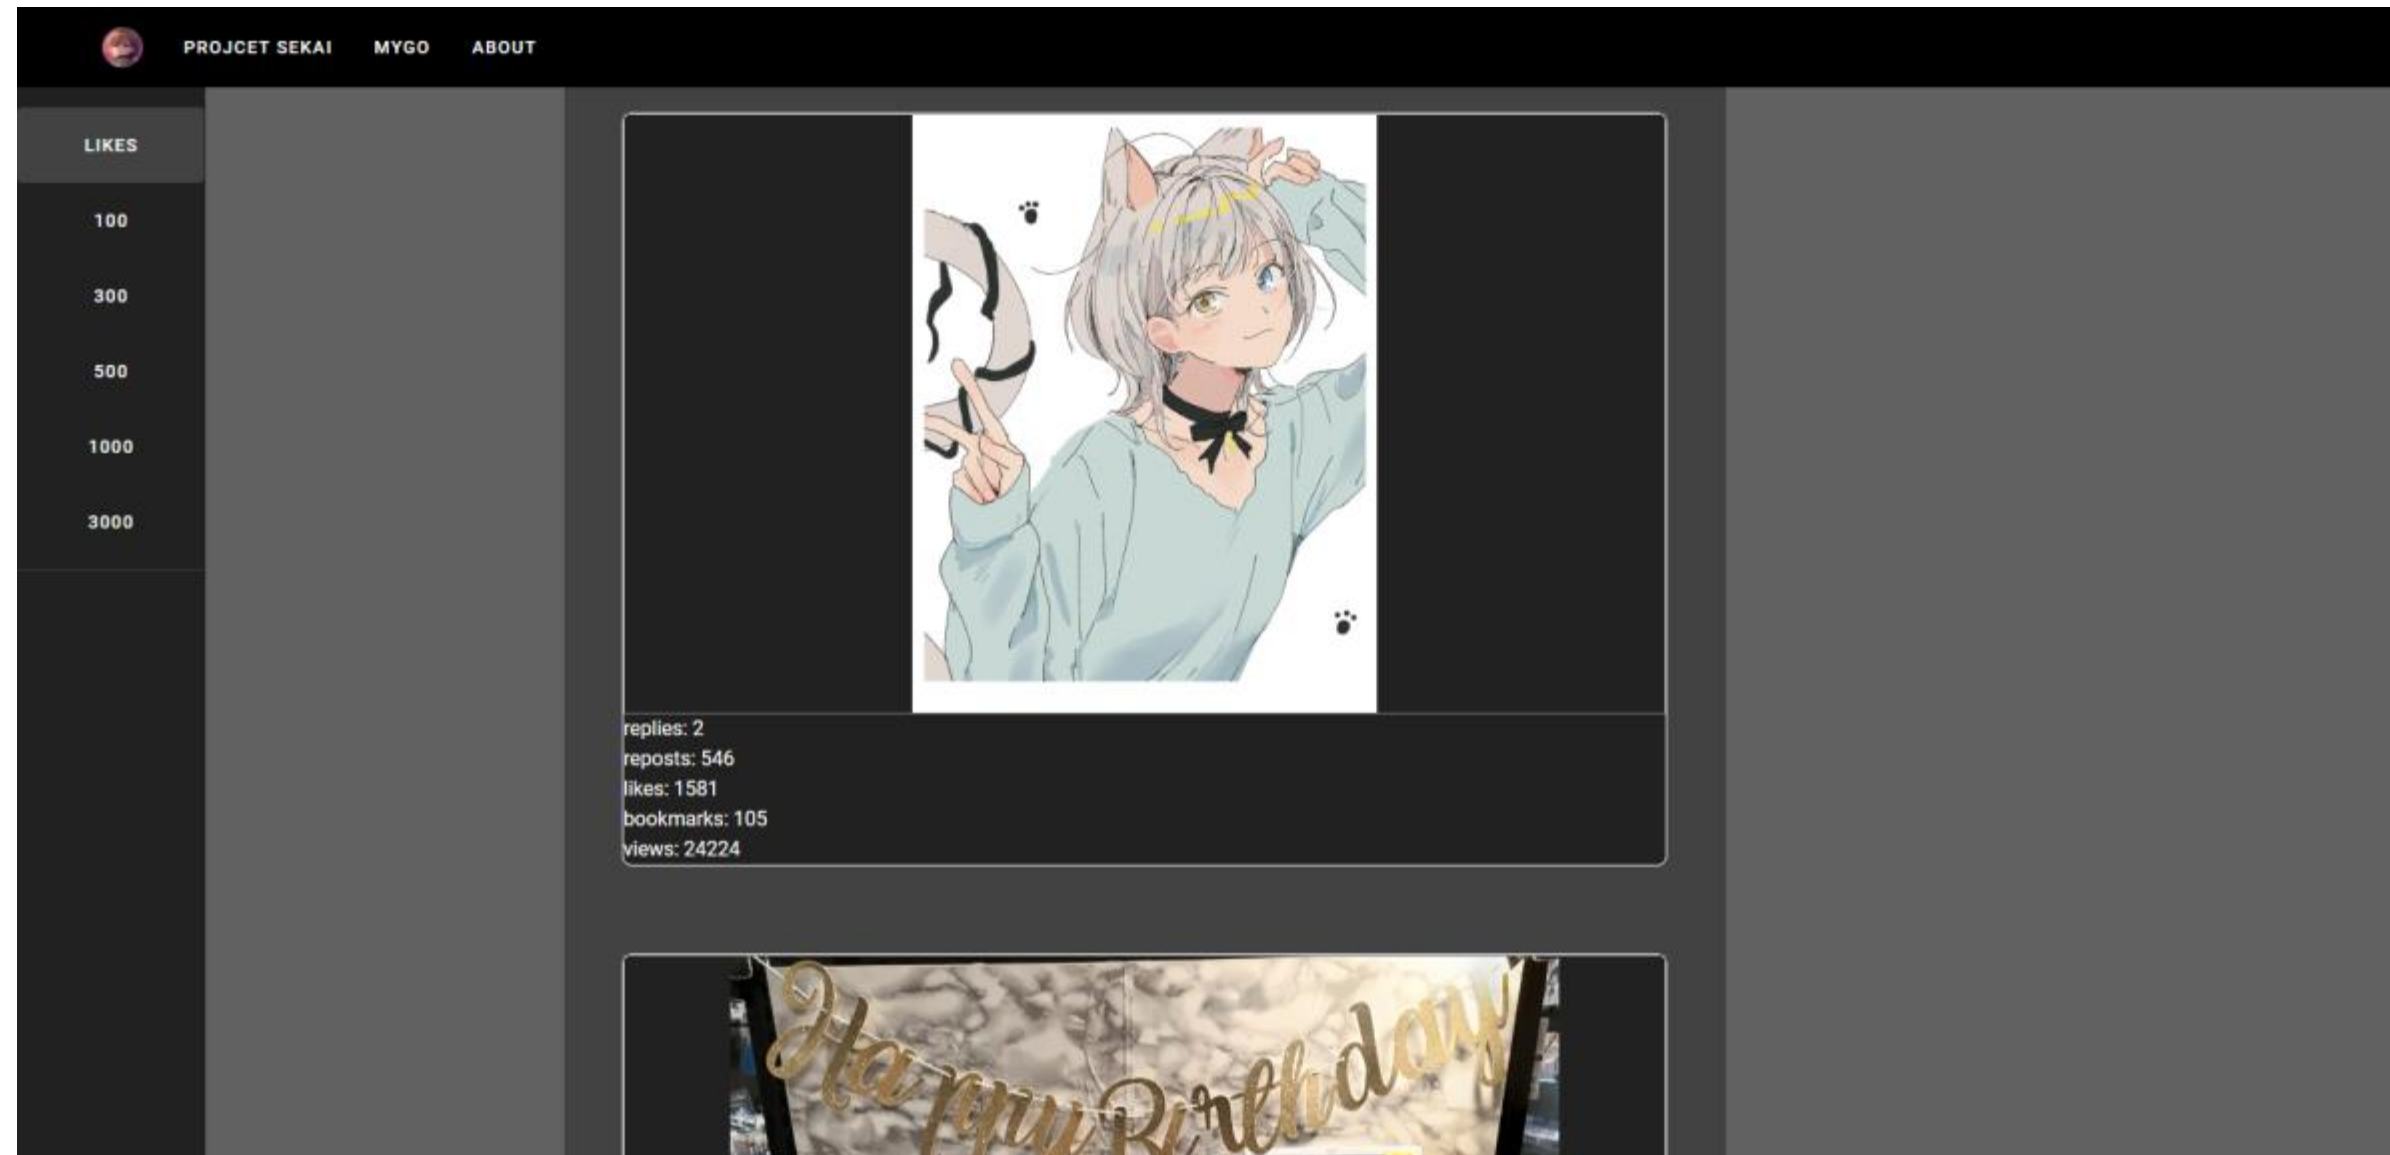 PROJCET SEKAI MYGO ABOUT
LIKES
100
300
500
1000
3000
replies: 2
reposts: 546
likes: 1581
bookmarks: 105
views: 24224
Happy Birthday